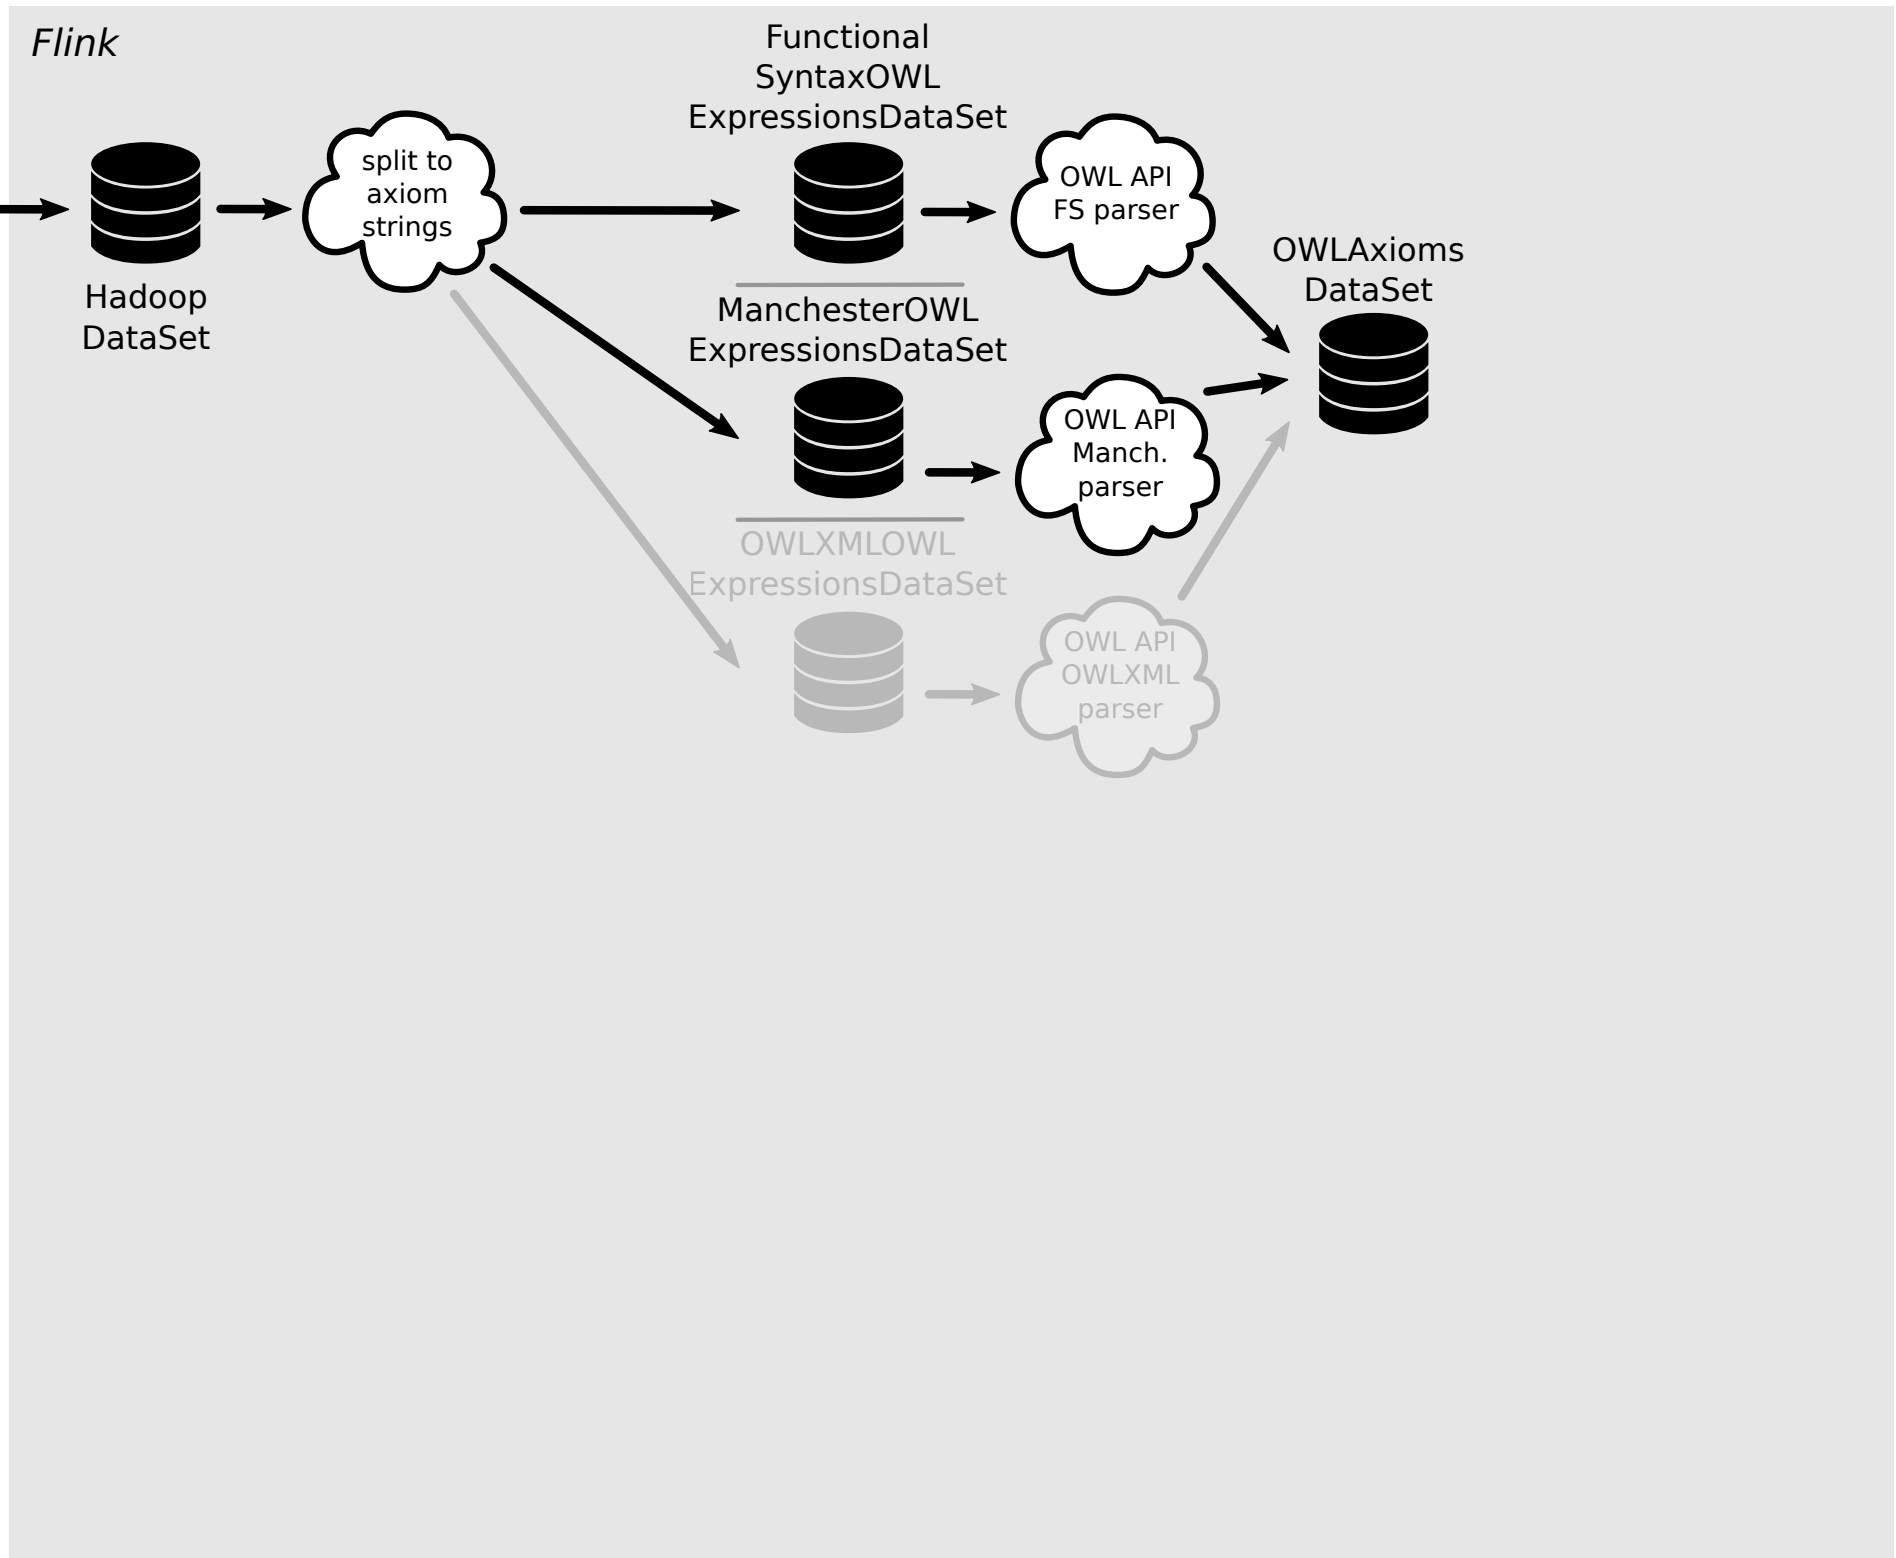 Flink
Functional
SyntaxOWL
ExpressionsDataSet
split to
axiom
strings
OWL API
FS parser
Hadoop
DataSet
OWLAxioms
DataSet
ManchesterOWL
ExpressionsDataSet
OWL API
Manch.
parser
OWLXMLOWL
ExpressionsDataSet
OWL API
OWLXML
parser